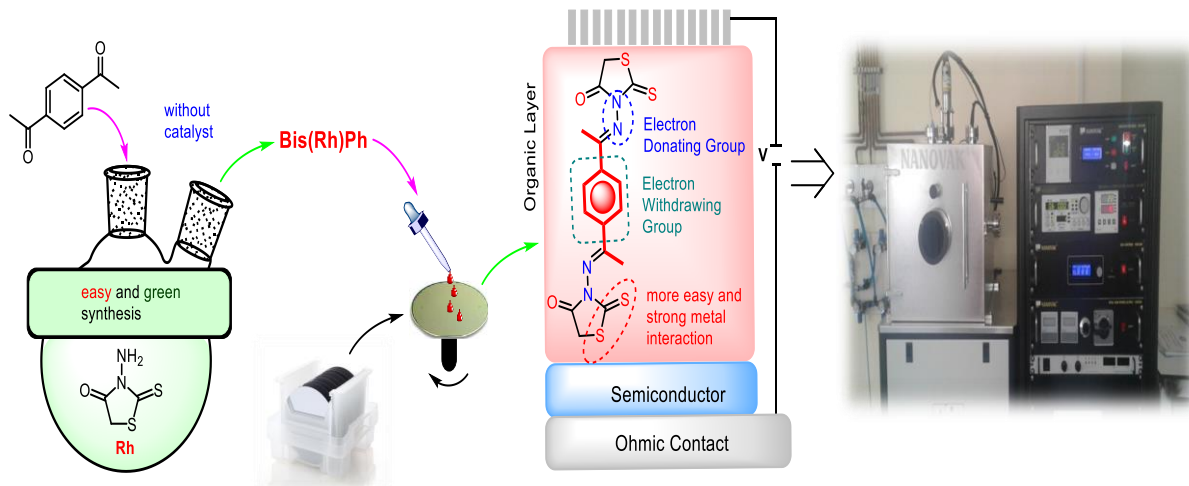 O
O
without
catalyst
Bis(Rh)Ph
easy and green
synthesis
NH2
N
O
S
S
Rh
Organic Layer
S
O
N
S
N
Electron
Donating Group
Electron
Withdrawing
Group
N
O
N
S
S
more easy and
strong metal
interaction
Semiconductor
Ohmic Contact
V
NANOVAK